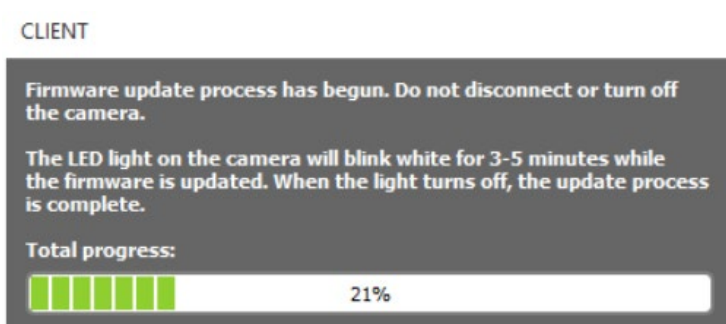 CLIENT
Firmware update process has begun. Do not disconnect or turn off
the camera.
The LED light on the camera will blink white for 3-5 minutes while
the firmware is updated. When the light turns off, the update process
is complete.
Total progress:
21%